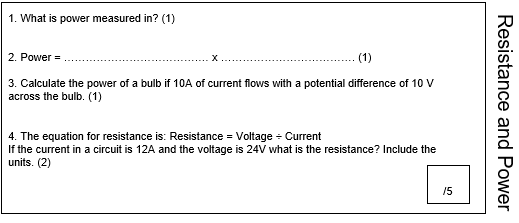 1. What is power measured in? (1)
2. Power = ........................................ x .................................... (1)
3. Calculate the power of a bulb if 10A of current flows with a potential difference of 10 V
across the bulb. (1)
4. The equation for resistance is: Resistance = Voltage ÷ Current
If the current in a circuit is 12A and the voltage is 24V what is the resistance? Include the
units. (2)
/5
Resistance and Power